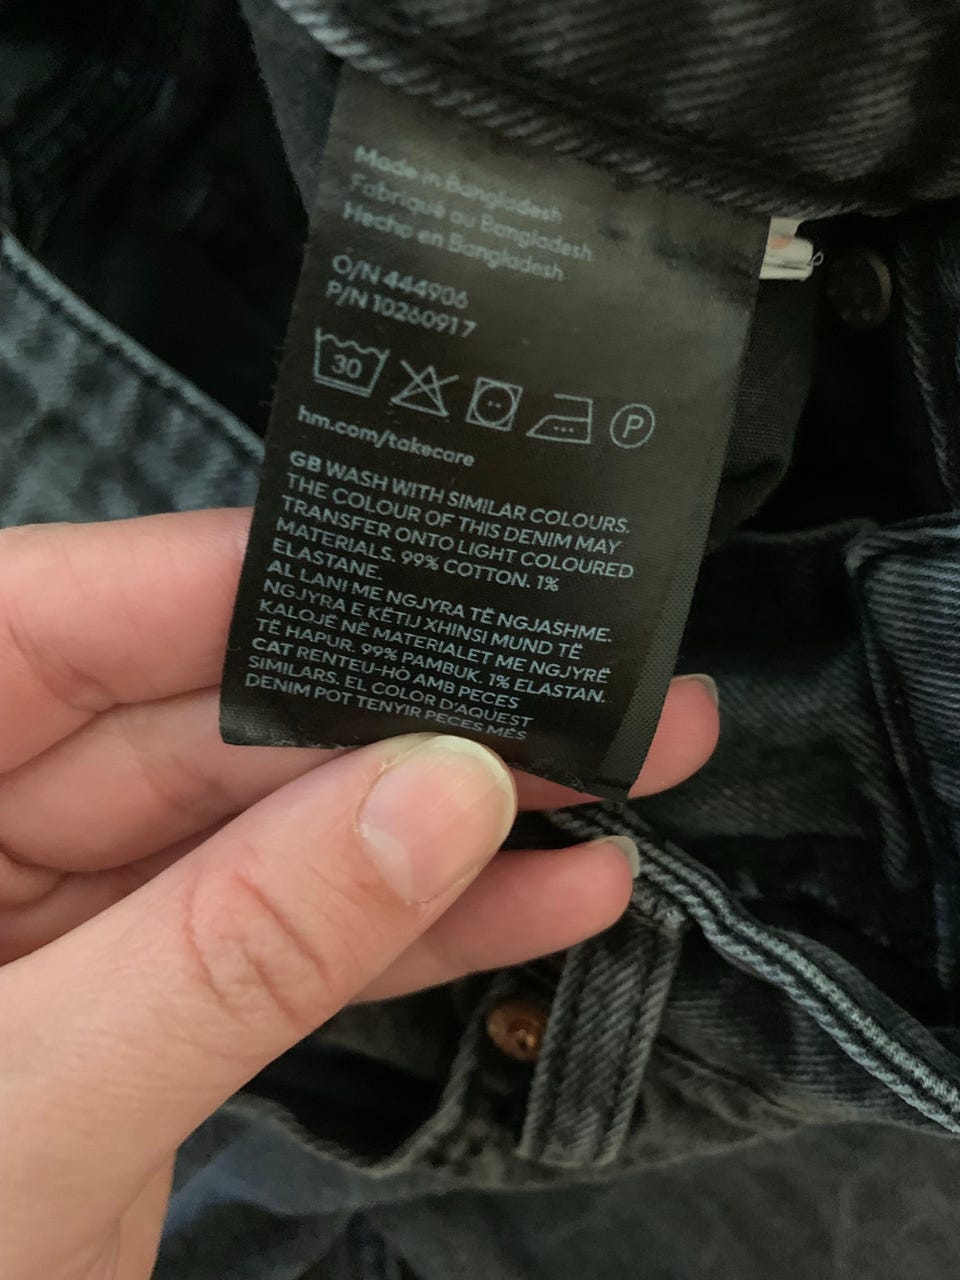 Made in Bangladesh
Fabriqué au Bangladesh
Hecho en Bangladesh
O/N 444906
P/N 10260917
30
P
hm.com/takecare
GB WASH WITH SIMILAR COLOURS.
THE COLOUR OF THIS DENIM MAY
TRANSFER ONTO LIGHT COLOURED
MATERIALS. 99% COTTON. 1%
ELASTANE.
AL LANI ME NGJYRA TË NGJASHME.
NGJYRA E KËTIJ XHINSI MUND TË
KALOJË NË MATERIALET ME NGJYRË
TË HAPUR. 99% PAMBUK. 1% ELASTAN.
CAT RENTEU-HO AMB PECES
SIMILARS. EL COLOR D'AQUEST
DENIM POT TENYIR PECES MÉS